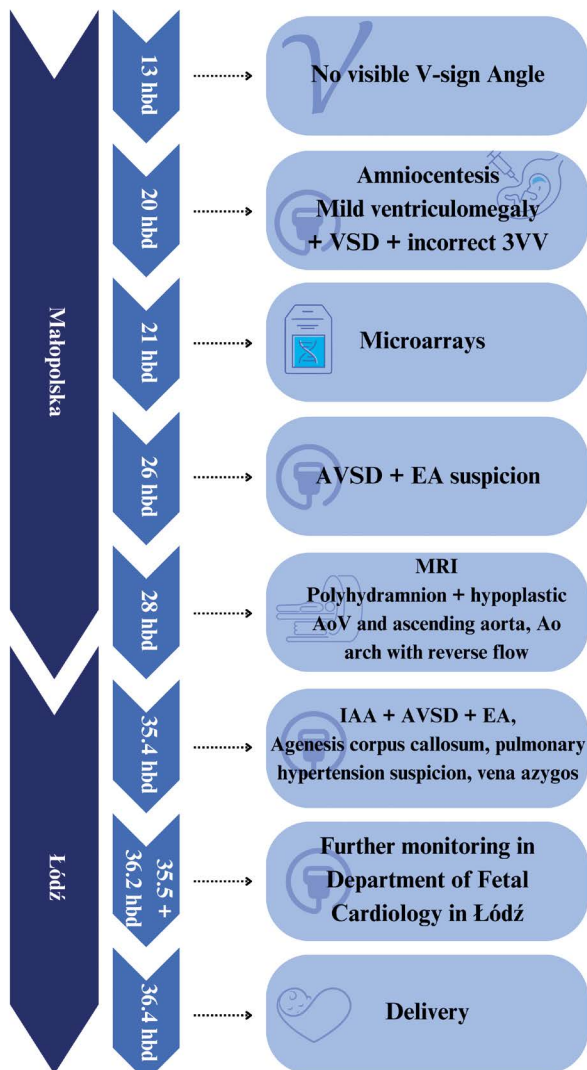 Małopolska
13 hbd
No visible V-sign Angle
20 hbd
Amniocentesis
Mild ventriculomegaly
+ VSD + incorrect 3VV
21 hbd
Microarrays
26 hbd
AVSD + EA suspicion
28 hbd
MRI
Polyhydramnion + hypoplastic
AoV and ascending aorta, Ao
arch with reverse flow
Łódź
35.4 hbd
IAA + AVSD + EA,
Agenesis corpus callosum, pulmonary
hypertension suspicion, vena azygos
35.5 +
36.2 hbd
Further monitoring in
Department of Fetal
Cardiology in Łódź
36.4 hbd
Delivery